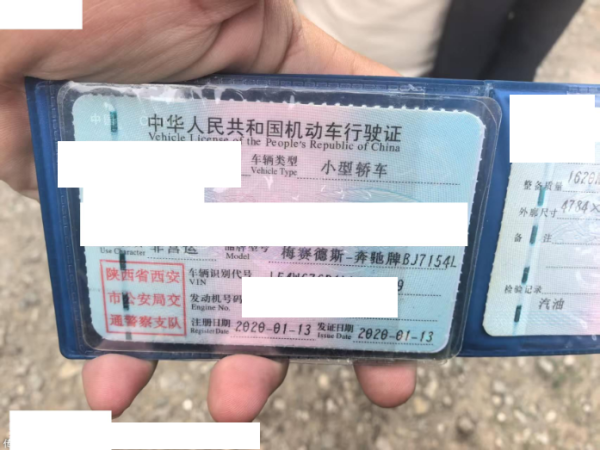 中华人民共和国机动车行驶证
Vehicle License of the People's Republic of China
车辆类型 小型轿车
Vehicle Type
Use Character 非营运 品牌型号 梅赛德斯-奔驰牌BJ7154L
Model
陕西省西安
市公安局交
通警察支队
车辆识别代号
VIN
发动机号码
Engine No.
注册日期 2020-01-13 发证日期 2020-01-13
Register Date Issue Date
整备质量
外廓尺寸
备 注
检验记录
汽油